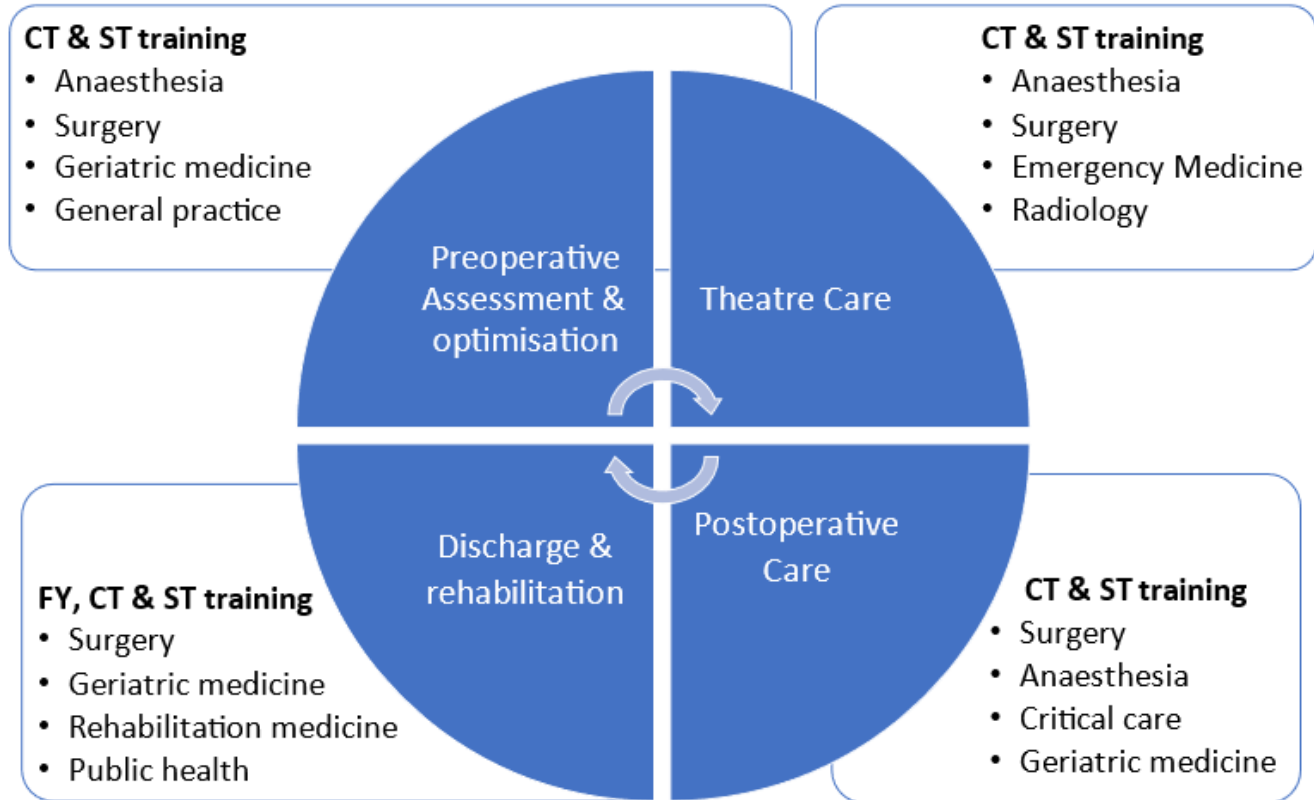 CT & ST training
• Anaesthesia
• Surgery
• Geriatric medicine
• General practice
CT & ST training
• Anaesthesia
• Surgery
• Emergency Medicine
• Radiology
Preoperative
Assessment &
optimisation
Theatre Care
Discharge &
rehabilitation
Postoperative
Care
FY, CT & ST training
• Surgery
• Geriatric medicine
• Rehabilitation medicine
• Public health
CT & ST training
• Surgery
• Anaesthesia
• Critical care
• Geriatric medicine